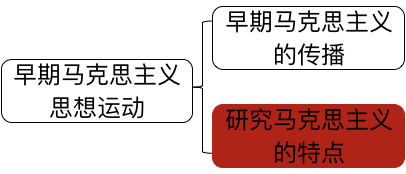 早期马克思主义
思想运动
早期马克思主义
的传播
研究马克思主义
的特点